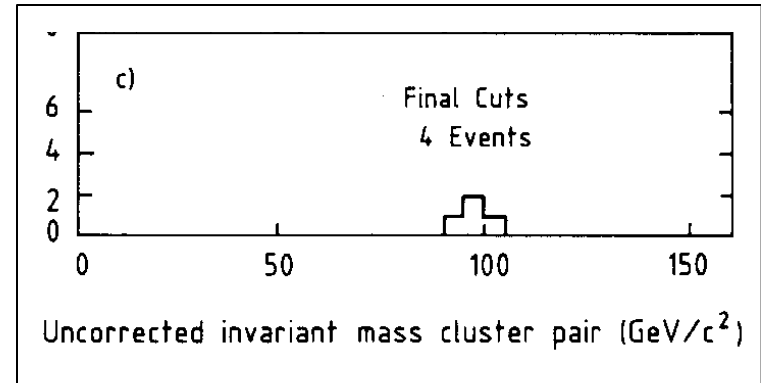 c)
Final Cuts
4 Events
6
4
2
0
0 50 100 150
Uncorrected invariant mass cluster pair (GeV/c²)